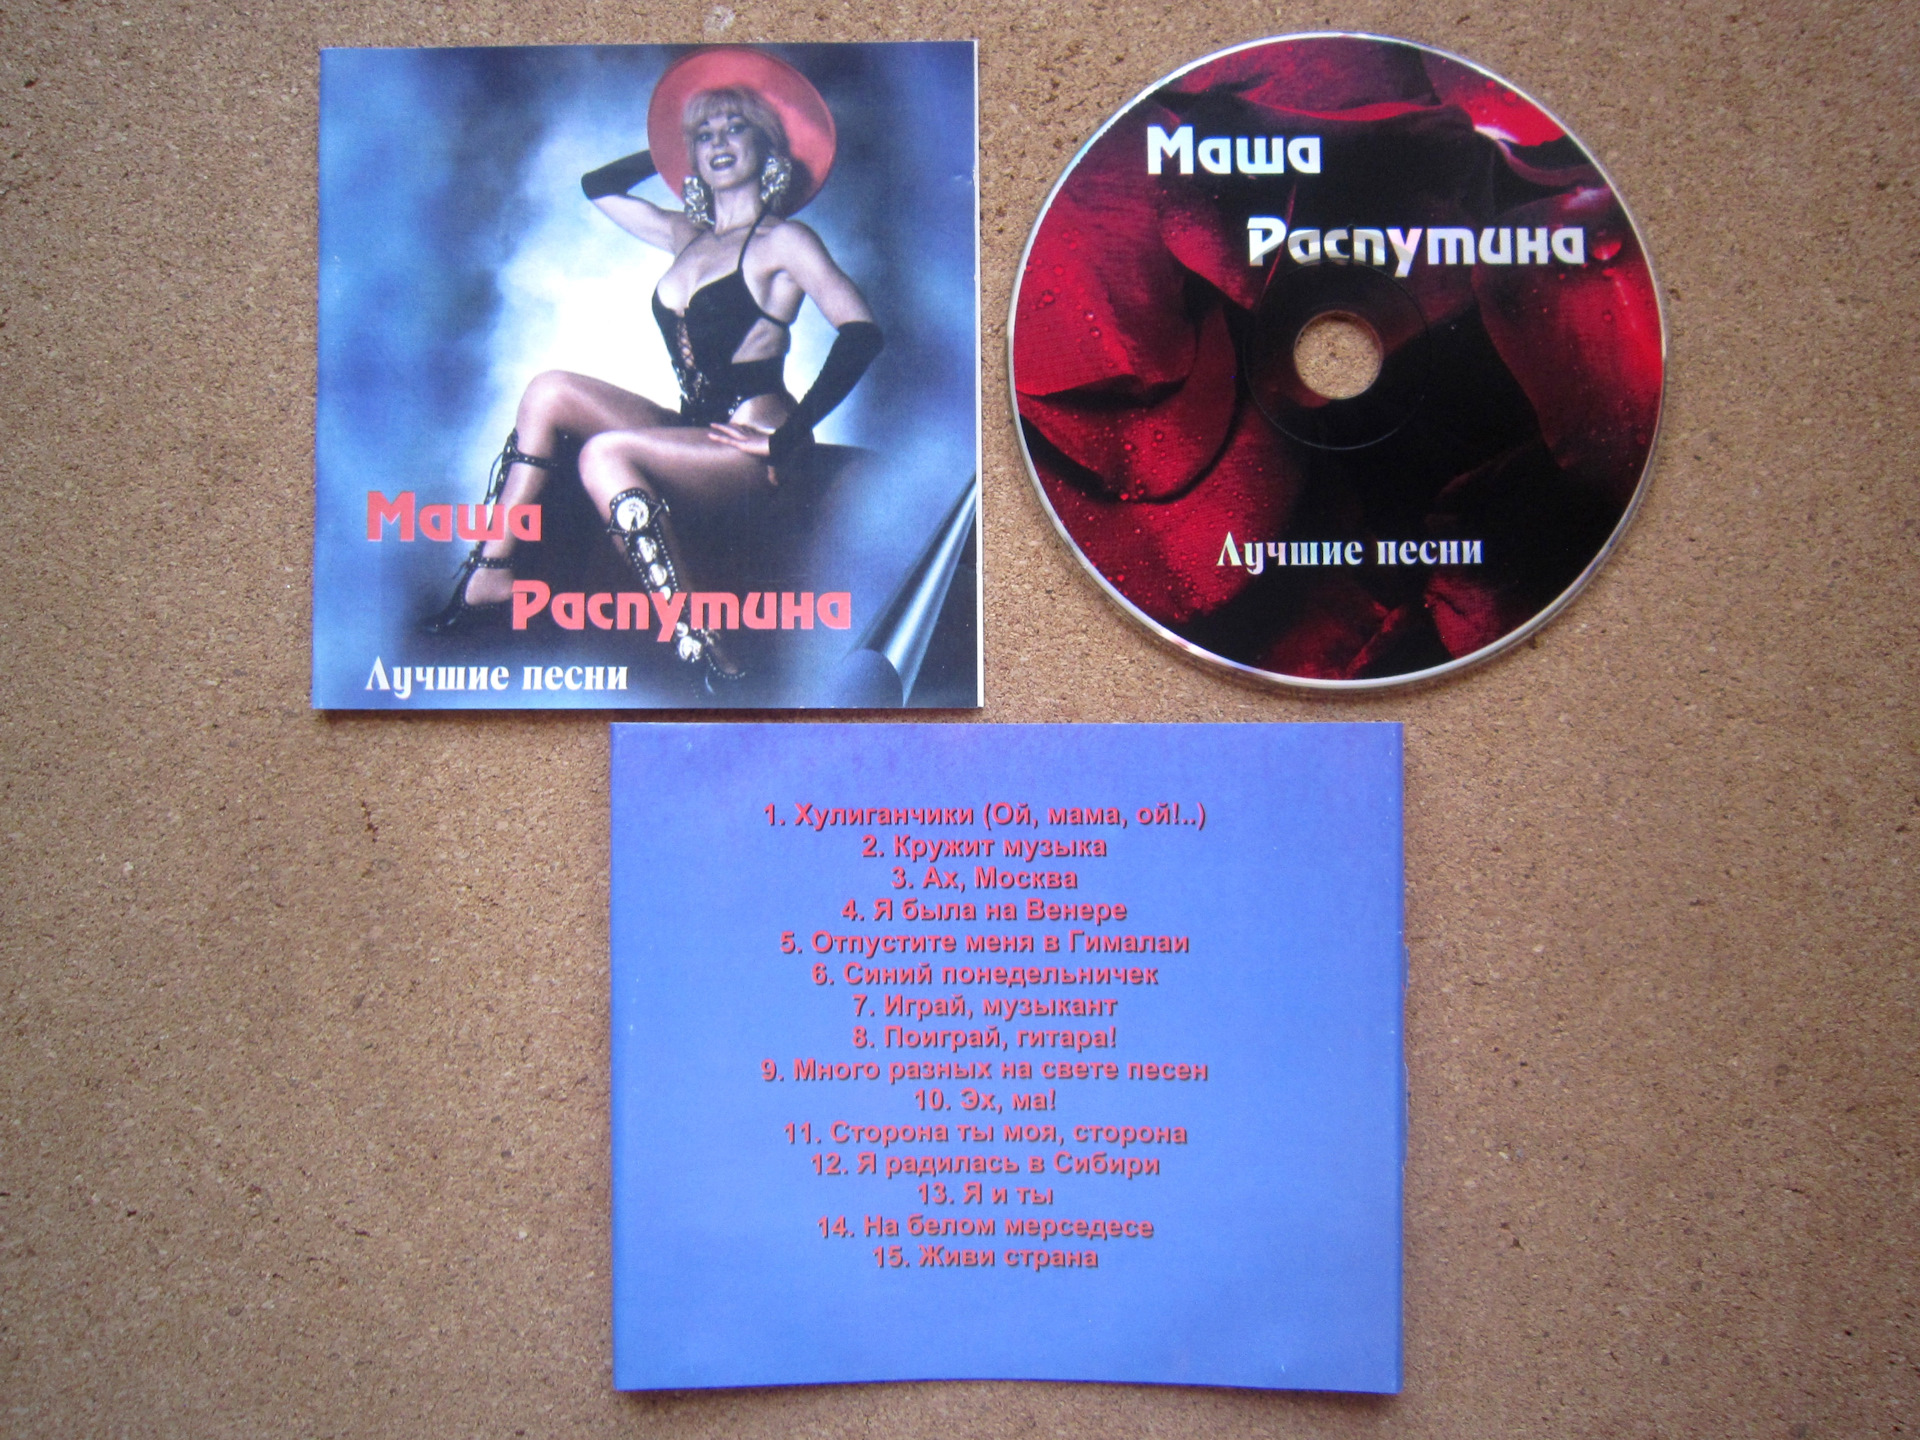 Маша
Распутина
Лучшие песни
Маша
Распутина
Лучшие песни
1. Хулиганчики (Ой, мама, ой!..)
2. Кружит музыка
3. Ах, Москва
4. Я была на Венере
5. Отпустите меня в Гималаи
6. Синий понедельничек
7. Играй, музыкант
8. Поиграй, гитара!
9. Много разных на свете песен
10. Эх, ма!
11. Сторона ты моя, сторона
12. Я радилась в Сибири
13. Я и ты
14. На белом мерседесе
15. Живи страна